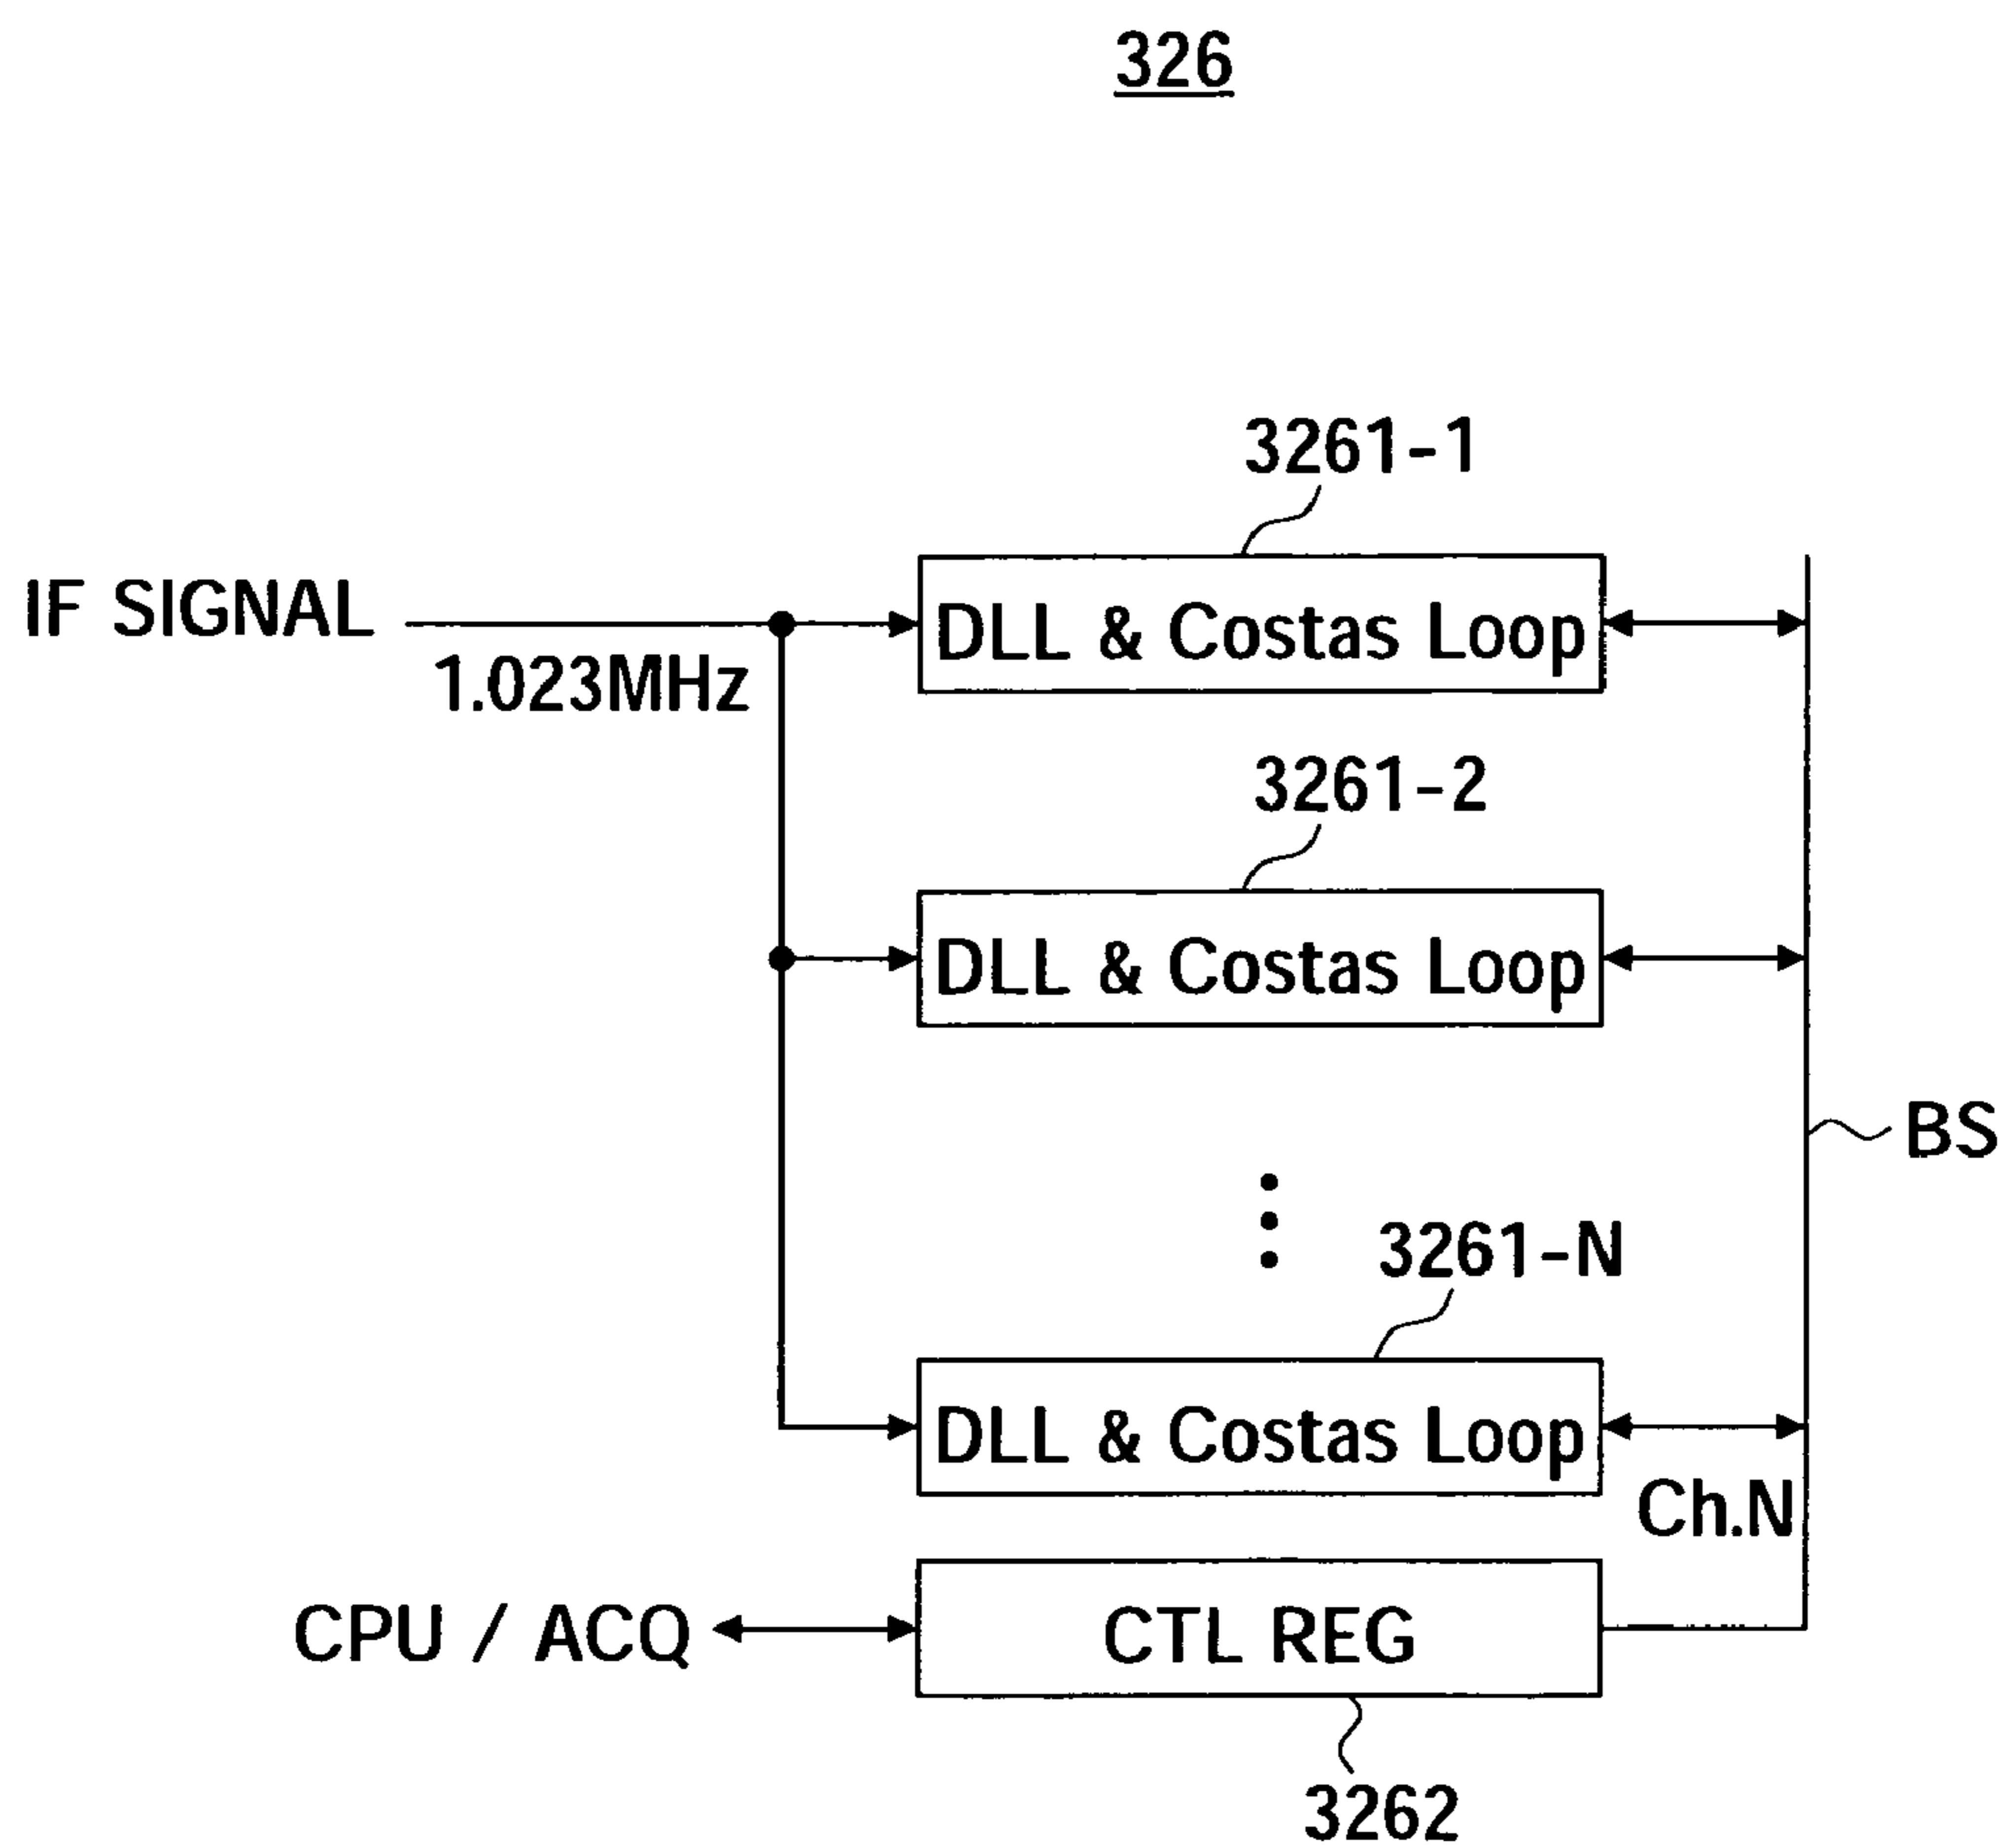 326
3261-1
IF SIGNAL
DLL & Costas Loop
1.023MHz
3261-2
DLL & Costas Loop
BS
3261-N
DLL & Costas Loop
Ch.N
CPU / ACQ
CTL REG
3262